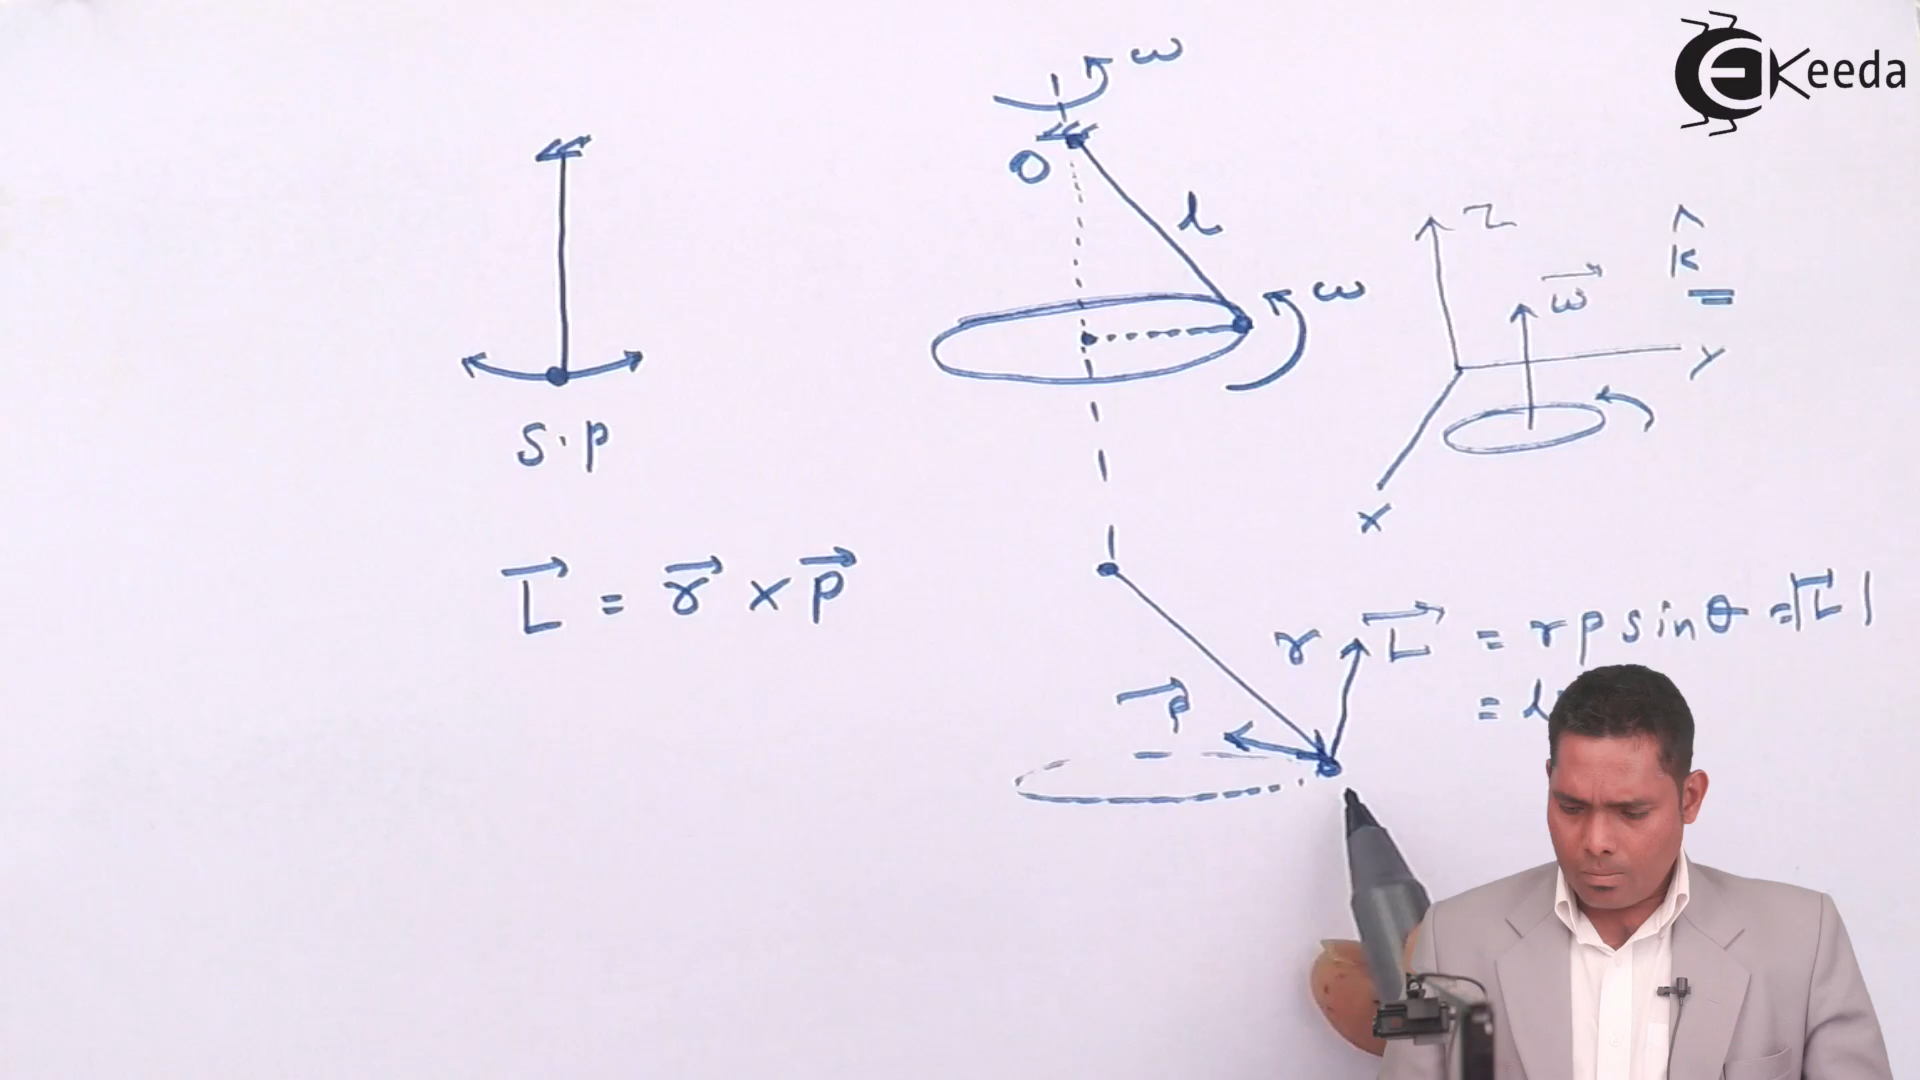 Keeda
ω
O
l
ω
Z
ω⃗
k̂
y
x
S.P
L⃗ = r⃗ × p⃗
r
L⃗ = rp sinθ = |L⃗|
= l
p⃗